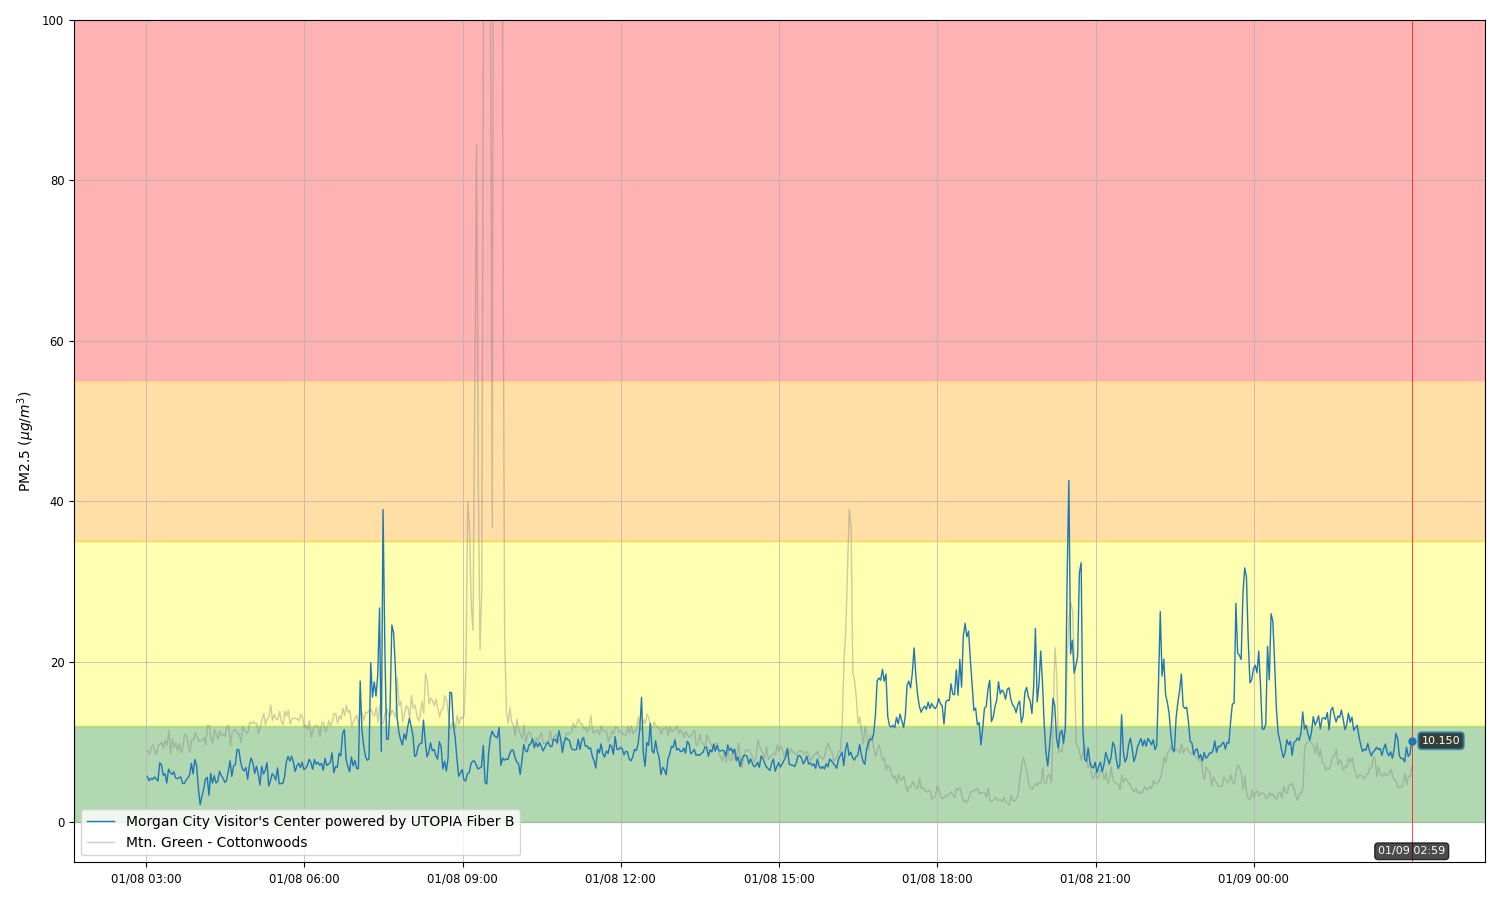 100
80
60
40
20
0
PM2.5 (μg/m³)
10.150
Morgan City Visitor's Center powered by UTOPIA Fiber B
Mtn. Green - Cottonwoods
01/09 02:59
01/08 03:00 01/08 06:00 01/08 09:00 01/08 12:00 01/08 15:00 01/08 18:00 01/08 21:00 01/09 00:00